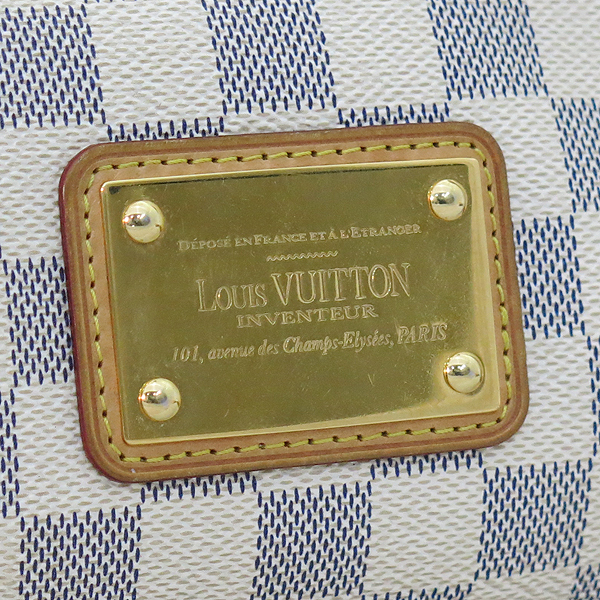 DÉPOSÉ EN FRANCE ET À L'ETRANGER
LOUIS VUITTON
INVENTEUR
101, avenue des Champs-Elysées, PARIS